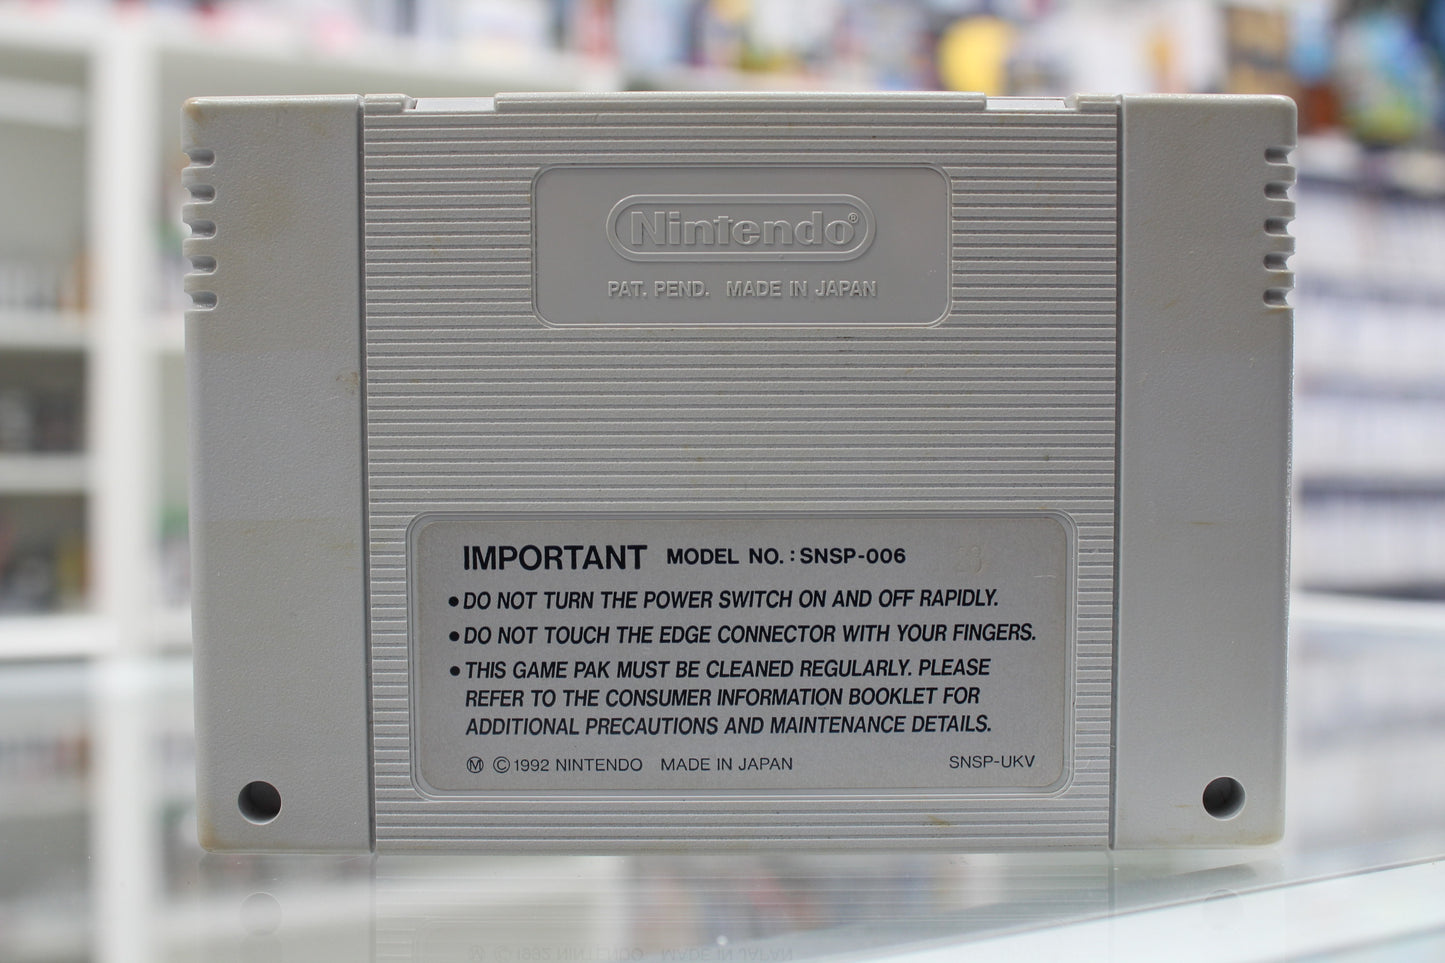 Nintendo®
PAT. PEND. MADE IN JAPAN
IMPORTANT MODEL NO. : SNSP-006
28
•DO NOT TURN THE POWER SWITCH ON AND OFF RAPIDLY.
•DO NOT TOUCH THE EDGE CONNECTOR WITH YOUR FINGERS.
•THIS GAME PAK MUST BE CLEANED REGULARLY. PLEASE
REFER TO THE CONSUMER INFORMATION BOOKLET FOR
ADDITIONAL PRECAUTIONS AND MAINTENANCE DETAILS.
Ⓜ ©1992 NINTENDO MADE IN JAPAN SNSP-UKV